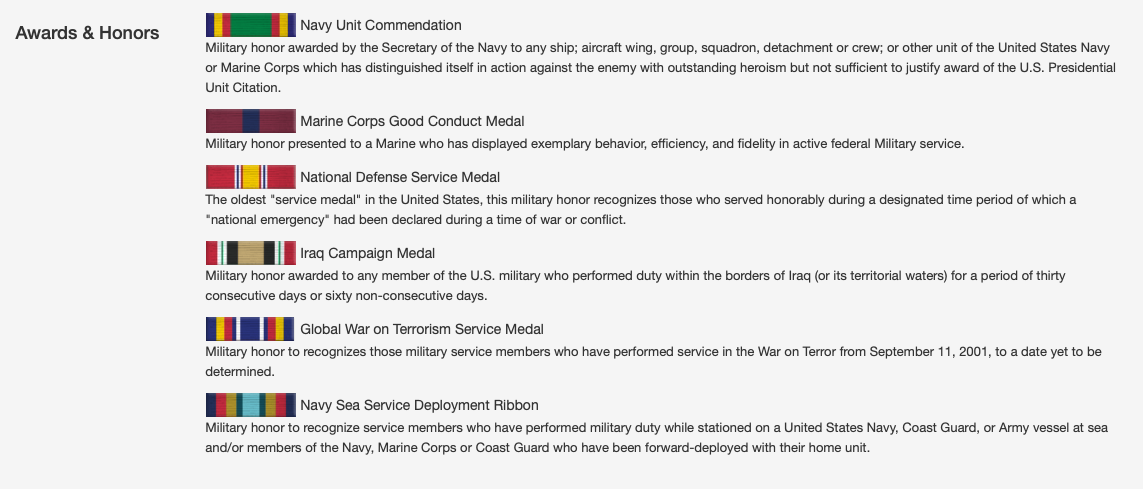 Awards & Honors
Navy Unit Commendation
Military honor awarded by the Secretary of the Navy to any ship; aircraft wing, group, squadron, detachment or crew; or other unit of the United States Navy
or Marine Corps which has distinguished itself in action against the enemy with outstanding heroism but not sufficient to justify award of the U.S. Presidential
Unit Citation.
Marine Corps Good Conduct Medal
Military honor presented to a Marine who has displayed exemplary behavior, efficiency, and fidelity in active federal Military service.
National Defense Service Medal
The oldest "service medal" in the United States, this military honor recognizes those who served honorably during a designated time period of which a
"national emergency" had been declared during a time of war or conflict.
Iraq Campaign Medal
Military honor awarded to any member of the U.S. military who performed duty within the borders of Iraq (or its territorial waters) for a period of thirty
consecutive days or sixty non-consecutive days.
Global War on Terrorism Service Medal
Military honor to recognizes those military service members who have performed service in the War on Terror from September 11, 2001, to a date yet to be
determined.
Navy Sea Service Deployment Ribbon
Military honor to recognize service members who have performed military duty while stationed on a United States Navy, Coast Guard, or Army vessel at sea
and/or members of the Navy, Marine Corps or Coast Guard who have been forward-deployed with their home unit.